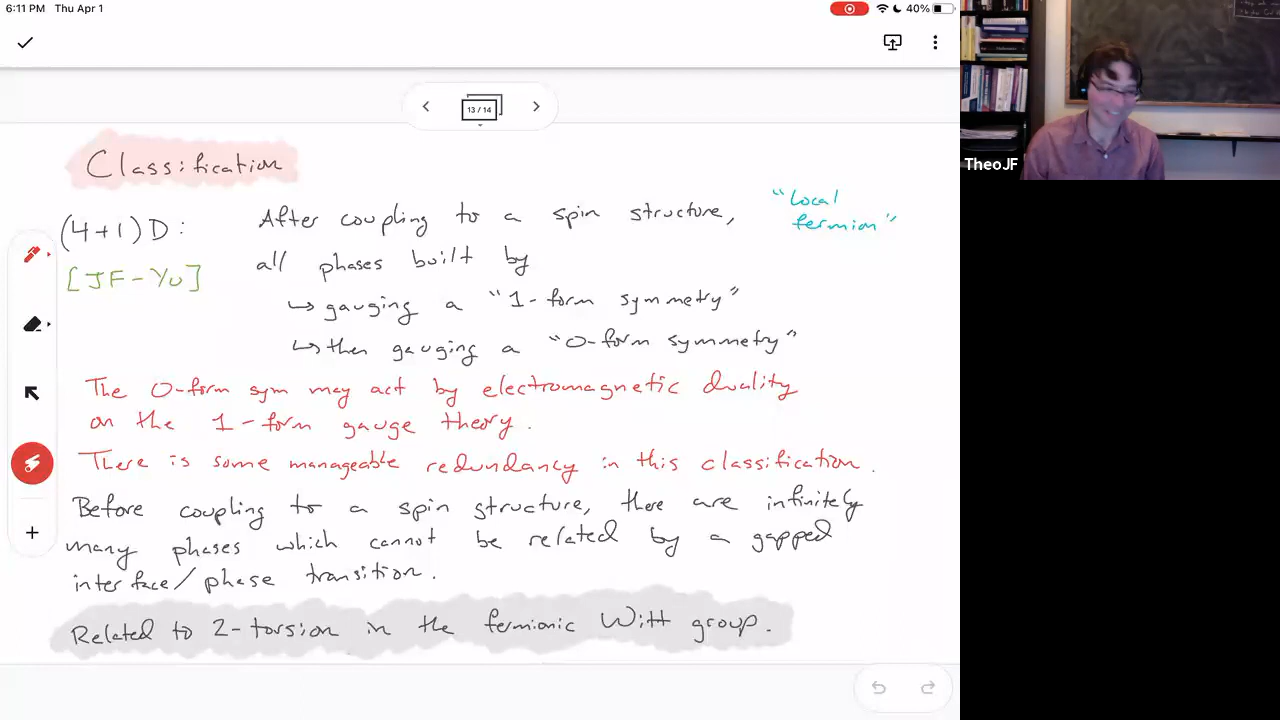 6:11 PM Thu Apr 1
40%
13 / 14
Classification
(4+1)D: After coupling to a spin structure, "local fermion"
[JF-YU] all phases built by
↳ gauging a "1-form symmetry"
↳ then gauging a "0-form symmetry"
The 0-form sym may act by electromagnetic duality
on the 1-form gauge theory.
There is some manageable redundancy in this classification.
Before coupling to a spin structure, there are infinitely
many phases which cannot be related by a gapped
interface/phase transition.
Related to 2-torsion in the fermionic Witt group.
TheoJF